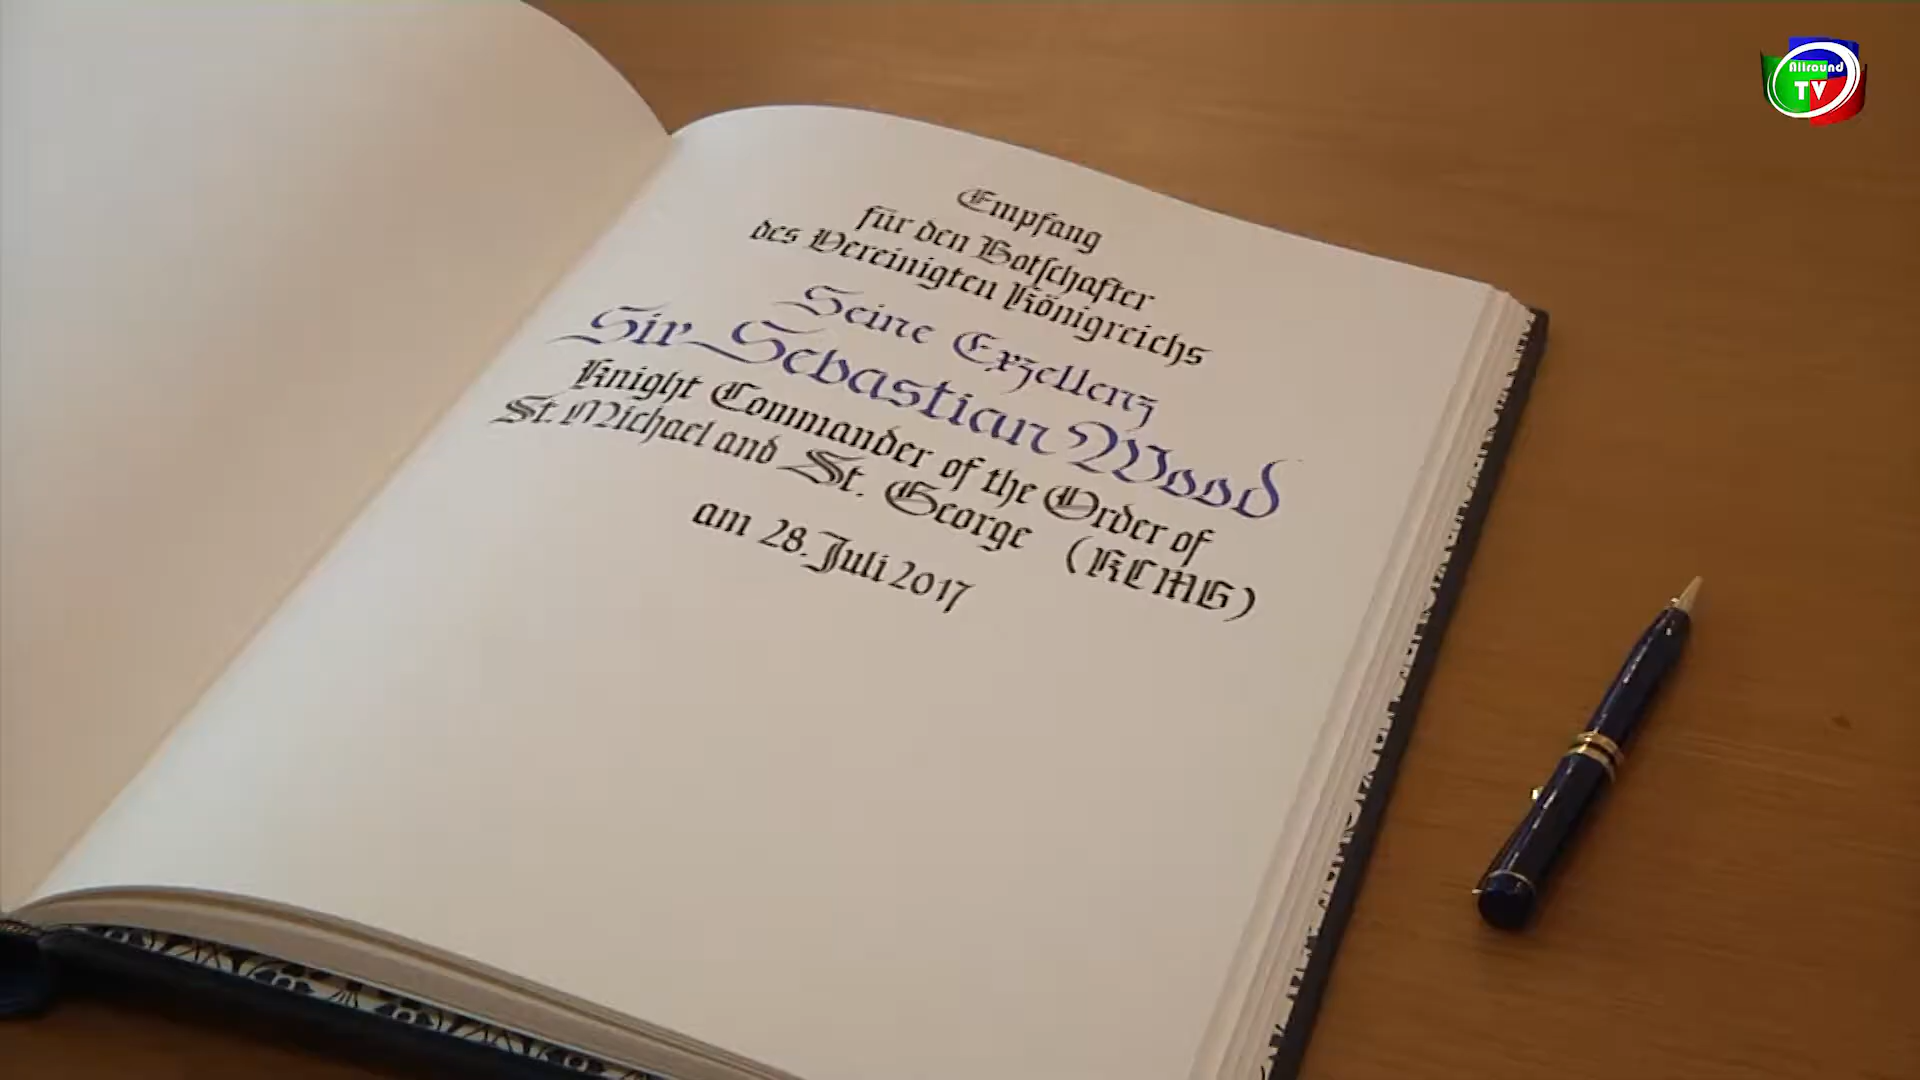 Empfang
für den Botschafter
des Vereinigten Königreichs
Seine Exzellenz
Sir Sebastian Wood
Knight Commander of the Order of
St. Michael and St. George (KCMG)
am 28. Juli 2017
Allround
TV